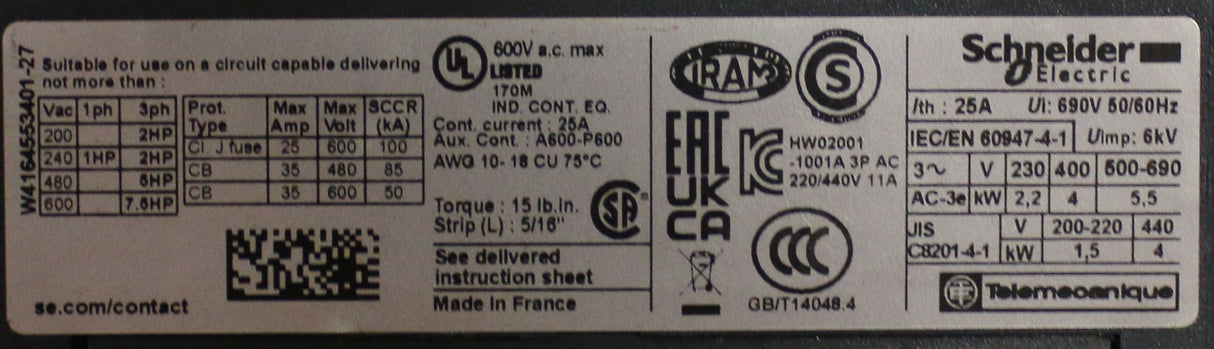 W4164553401-27
Suitable for use on a circuit capable delivering
not more than :
Vac 1ph 3ph
200 2HP
240 1HP 2HP
480 5HP
600 7.5HP
Prot. Type Max Amp Max Volt SCCR (kA)
Cl J fuse 25 600 100
CB 35 480 85
CB 35 600 50
se.com/contact
UL
LISTED
600V a.c. max
170M
IND. CONT. EQ.
Cont. current : 25A
Aux. Cont. : A600-P600
AWG 10- 18 CU 75°C
Torque : 15 lb.in.
Strip (L) : 5/16"
SA
See delivered
instruction sheet
Made in France
IRAM
S
EAC
KC
HW02001
-1001A 3P AC
220/440V 11A
UK
CA
CCC
GB/T14048.4
Schneider
Electric
Ith : 25A Ui: 690V 50/60Hz
IEC/EN 60947-4-1 Uimp: 6kV
3~ V 230 400 500-690
AC-3e kW 2,2 4 5,5
JIS C8201-4-1 V 200-220 440
kW 1,5 4
Telemecanique